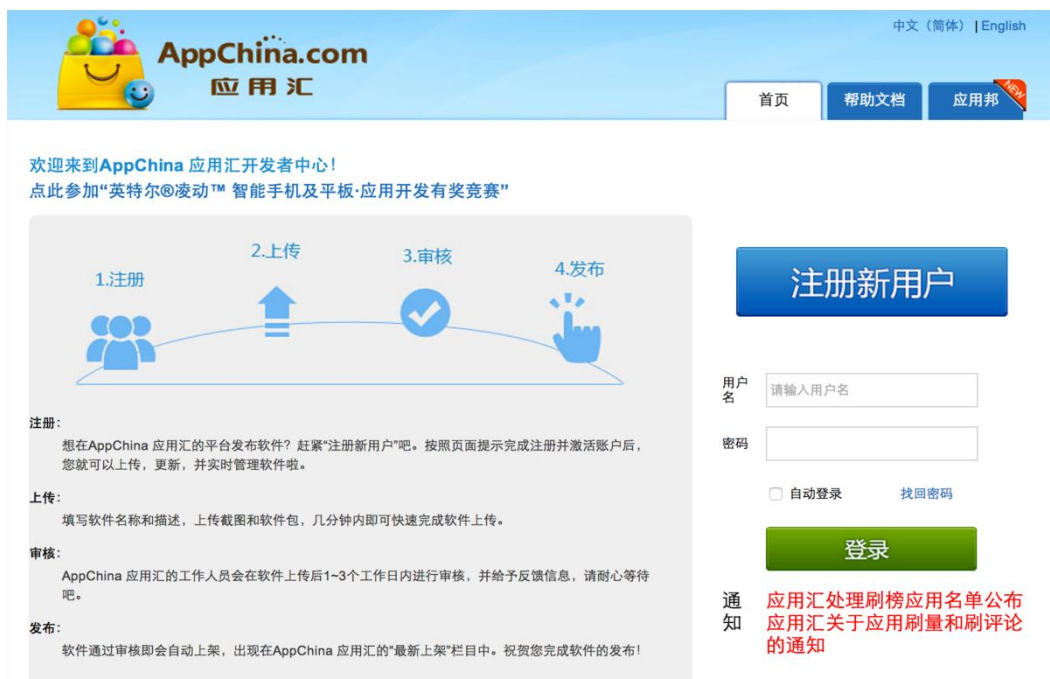 中文（简体） | English
AppChina.com
应用汇
首页
帮助文档
应用邦
NEW
欢迎来到AppChina 应用汇开发者中心！
点此参加“英特尔®凌动™ 智能手机及平板·应用开发有奖竞赛”
1.注册
2.上传
3.审核
4.发布
注册：
想在AppChina 应用汇的平台发布软件？赶紧“注册新用户”吧。按照页面提示完成注册并激活账户后，
您就可以上传，更新，并实时管理软件啦。
上传：
填写软件名称和描述，上传截图和软件包，几分钟内即可快速完成软件上传。
审核：
AppChina 应用汇的工作人员会在软件上传后1~3个工作日内进行审核，并给予反馈信息，请耐心等待
吧。
发布：
软件通过审核即会自动上架，出现在AppChina 应用汇的“最新上架”栏目中。祝贺您完成软件的发布！
注册新用户
用户
名
请输入用户名
密码
自动登录
找回密码
登录
通
知
应用汇处理刷榜应用名单公布
应用汇关于应用刷量和刷评论
的通知